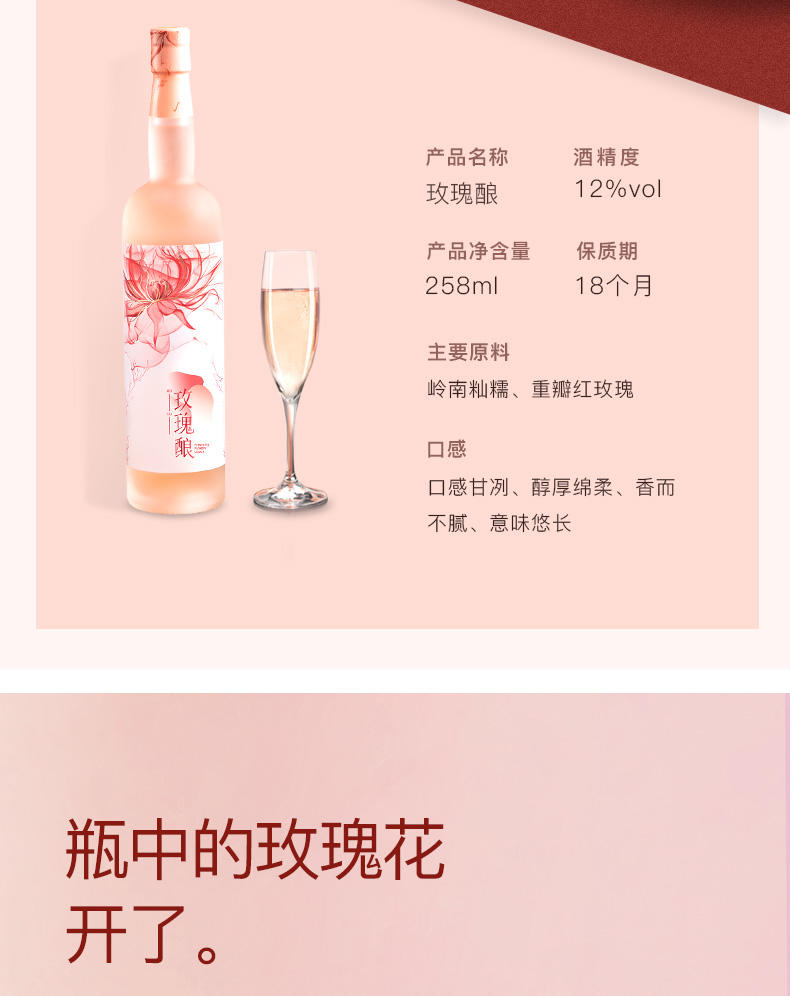 产品名称
酒精度
玫瑰酿
12%vol
产品净含量
保质期
258ml
18个月
主要原料
岭南籼糯、重瓣红玫瑰
口感
口感甘冽、醇厚绵柔、香而
不腻、意味悠长
玫瑰酿
瓶中的玫瑰花
开了。